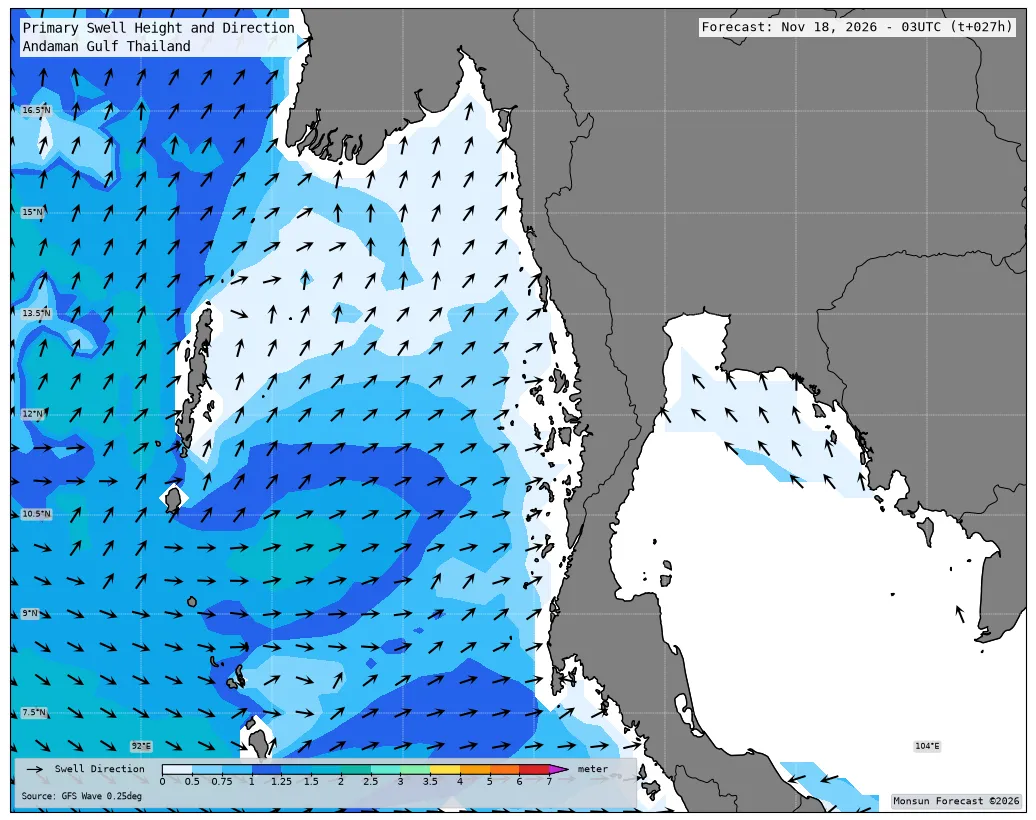 Primary Swell Height and Direction
Andaman Gulf Thailand
Forecast: Nov 18, 2026 - 03UTC (t+027h)
16.5°N
15°N
13.5°N
12°N
10.5°N
9°N
7.5°N
92°E
104°E
Swell Direction
0 0.5 0.75 1 1.25 1.5 2 2.5 3 3.5 4 5 6 7 meter
Source: GFS Wave 0.25deg
Monsun Forecast ©2026